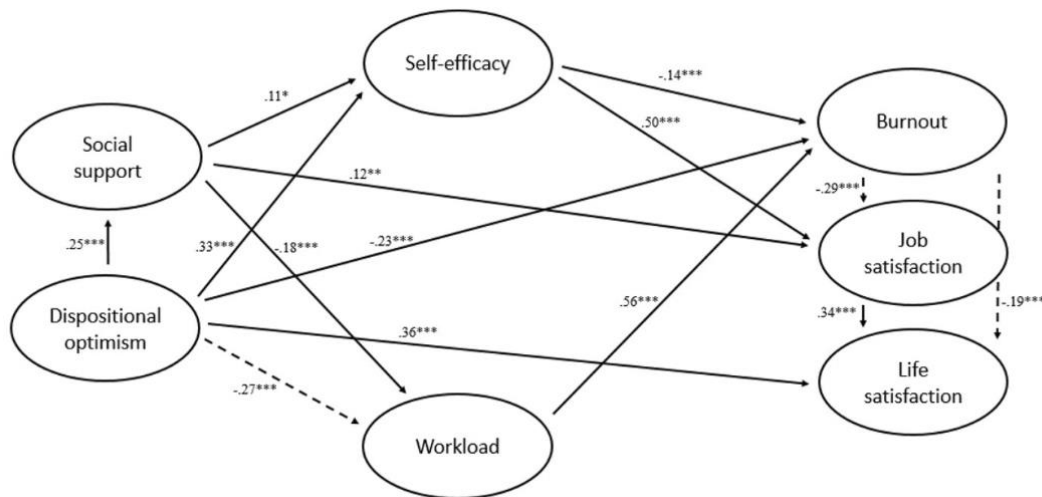 Self-efficacy
-.14***
.11*
.50***
Burnout
Social
support
.12**
-.29***
.25***
.33***
-.18***
-.23***
Job
satisfaction
Dispositional
optimism
.56***
.34***
-.19***
.36***
Life
satisfaction
-.27***
Workload